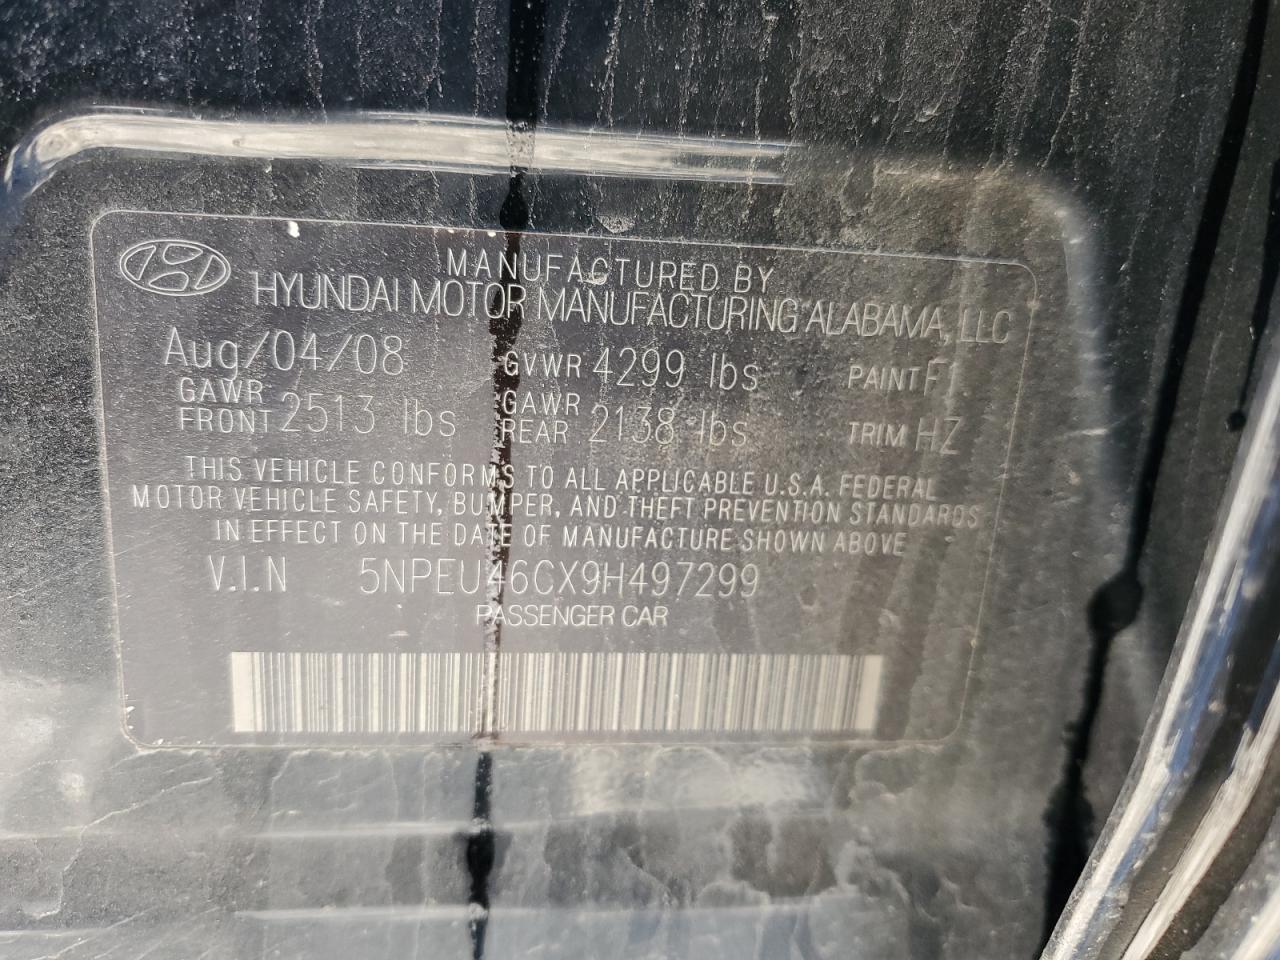 MANUFACTURED BY
HYUNDAI MOTOR MANUFACTURING ALABAMA, LLC
Aug/04/08 GVWR 4299 lbs PAINT F1
GAWR FRONT 2513 lbs GAWR REAR 2138 lbs TRIM HZ
THIS VEHICLE CONFORMS TO ALL APPLICABLE U.S.A. FEDERAL
MOTOR VEHICLE SAFETY, BUMPER, AND THEFT PREVENTION STANDARDS
IN EFFECT ON THE DATE OF MANUFACTURE SHOWN ABOVE
V.I.N 5NPEU46CX9H497299
PASSENGER CAR